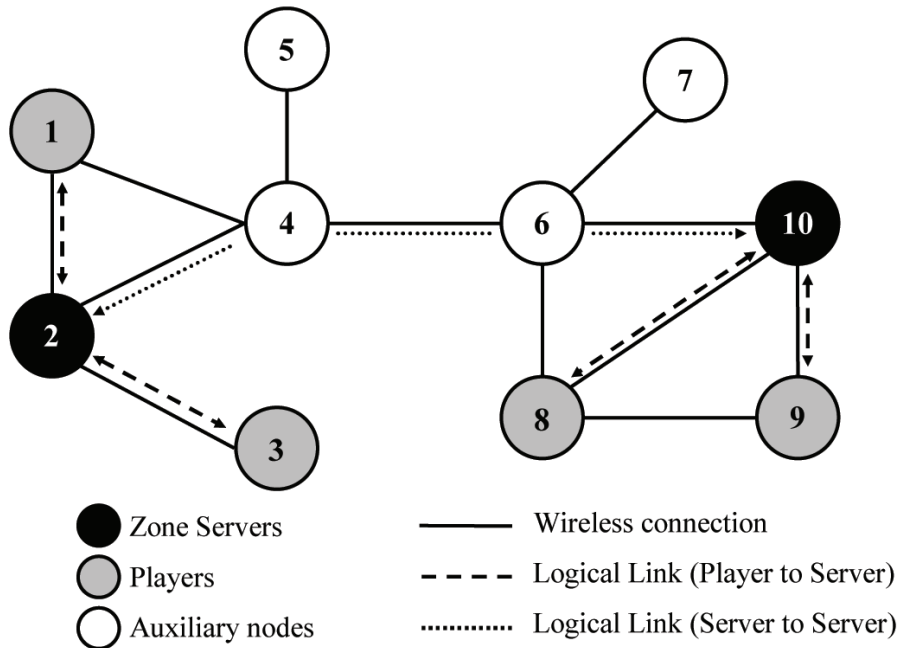 5
7
1
4
6
10
2
8
9
3
Zone Servers
Wireless connection
Players
Logical Link (Player to Server)
Auxiliary nodes
Logical Link (Server to Server)